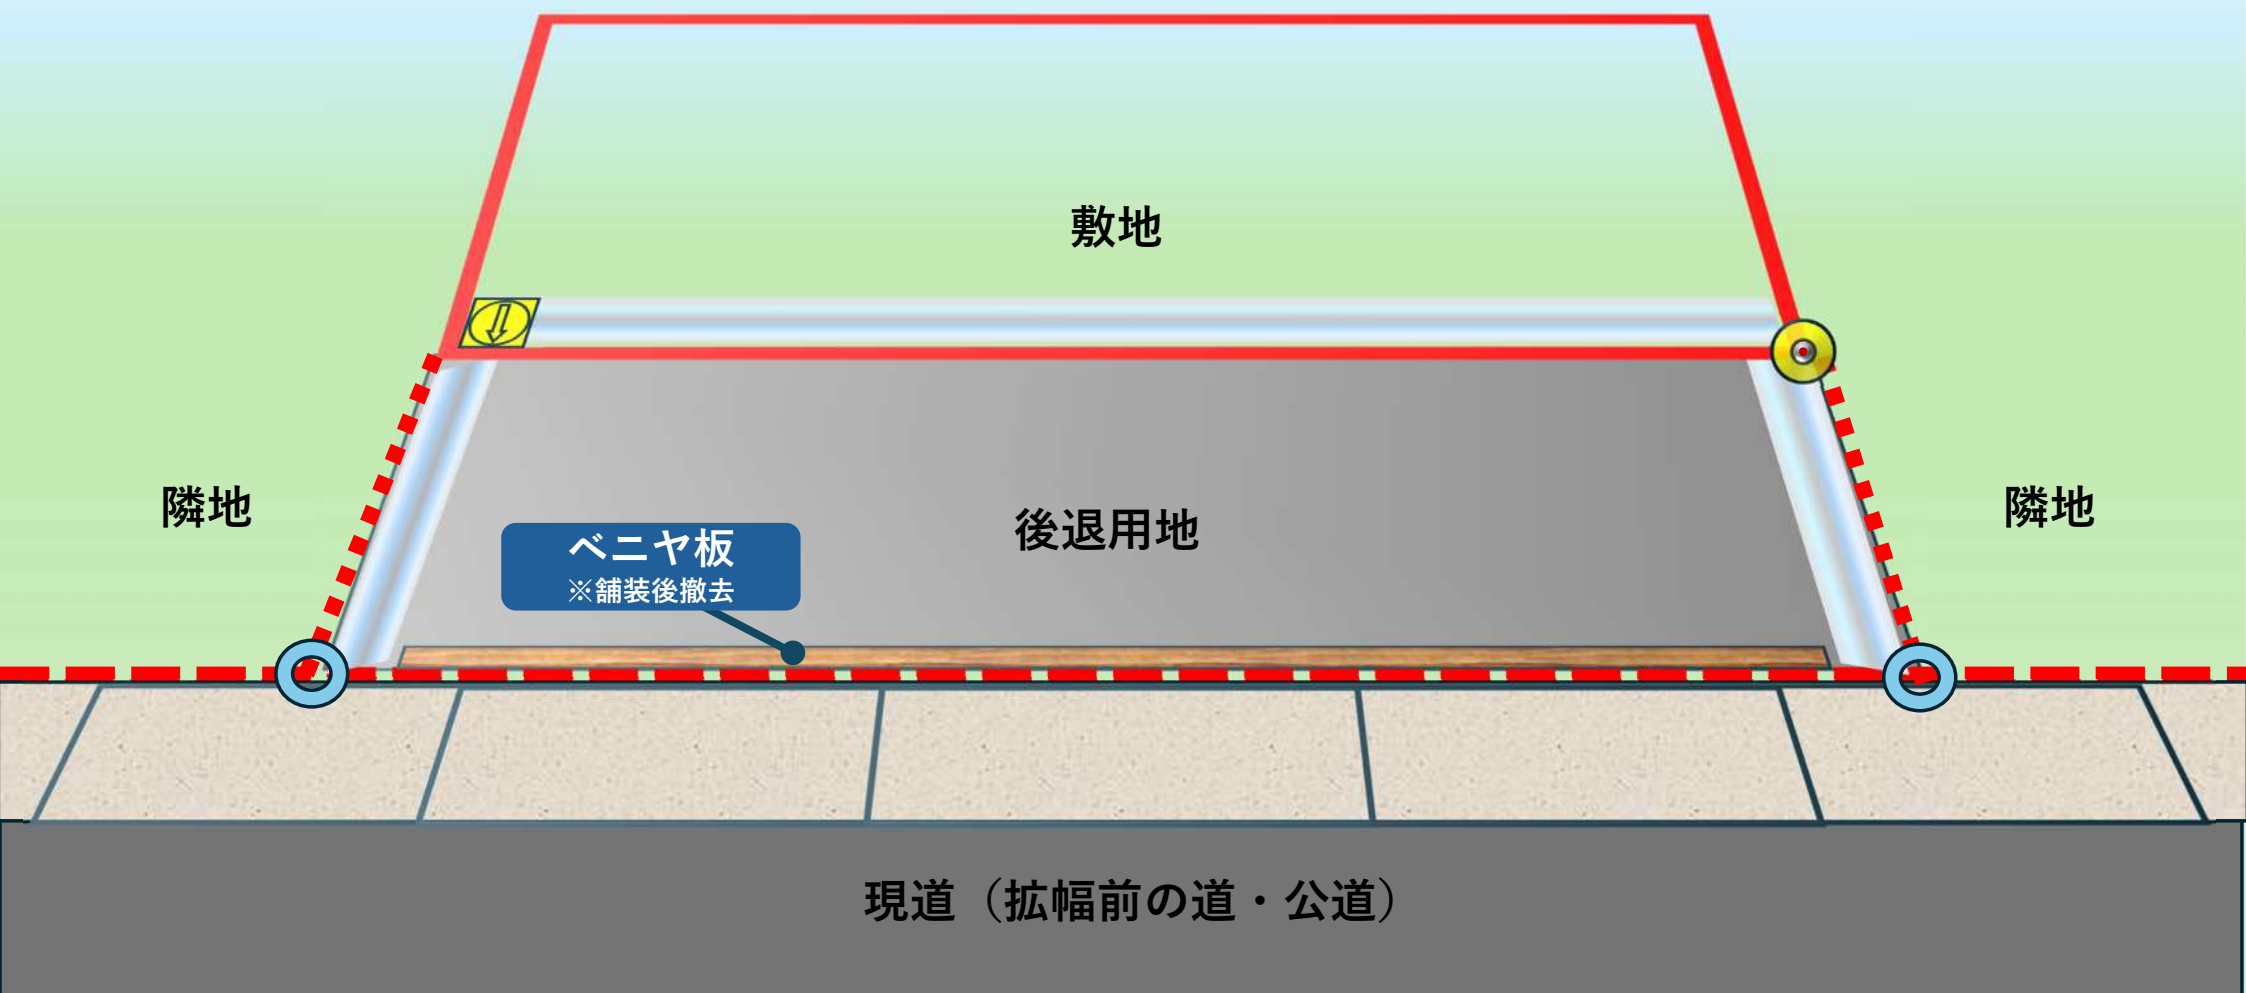 敷地
隣地
後退用地
隣地
ベニヤ板
※舗装後撤去
現道（拡幅前の道・公道）